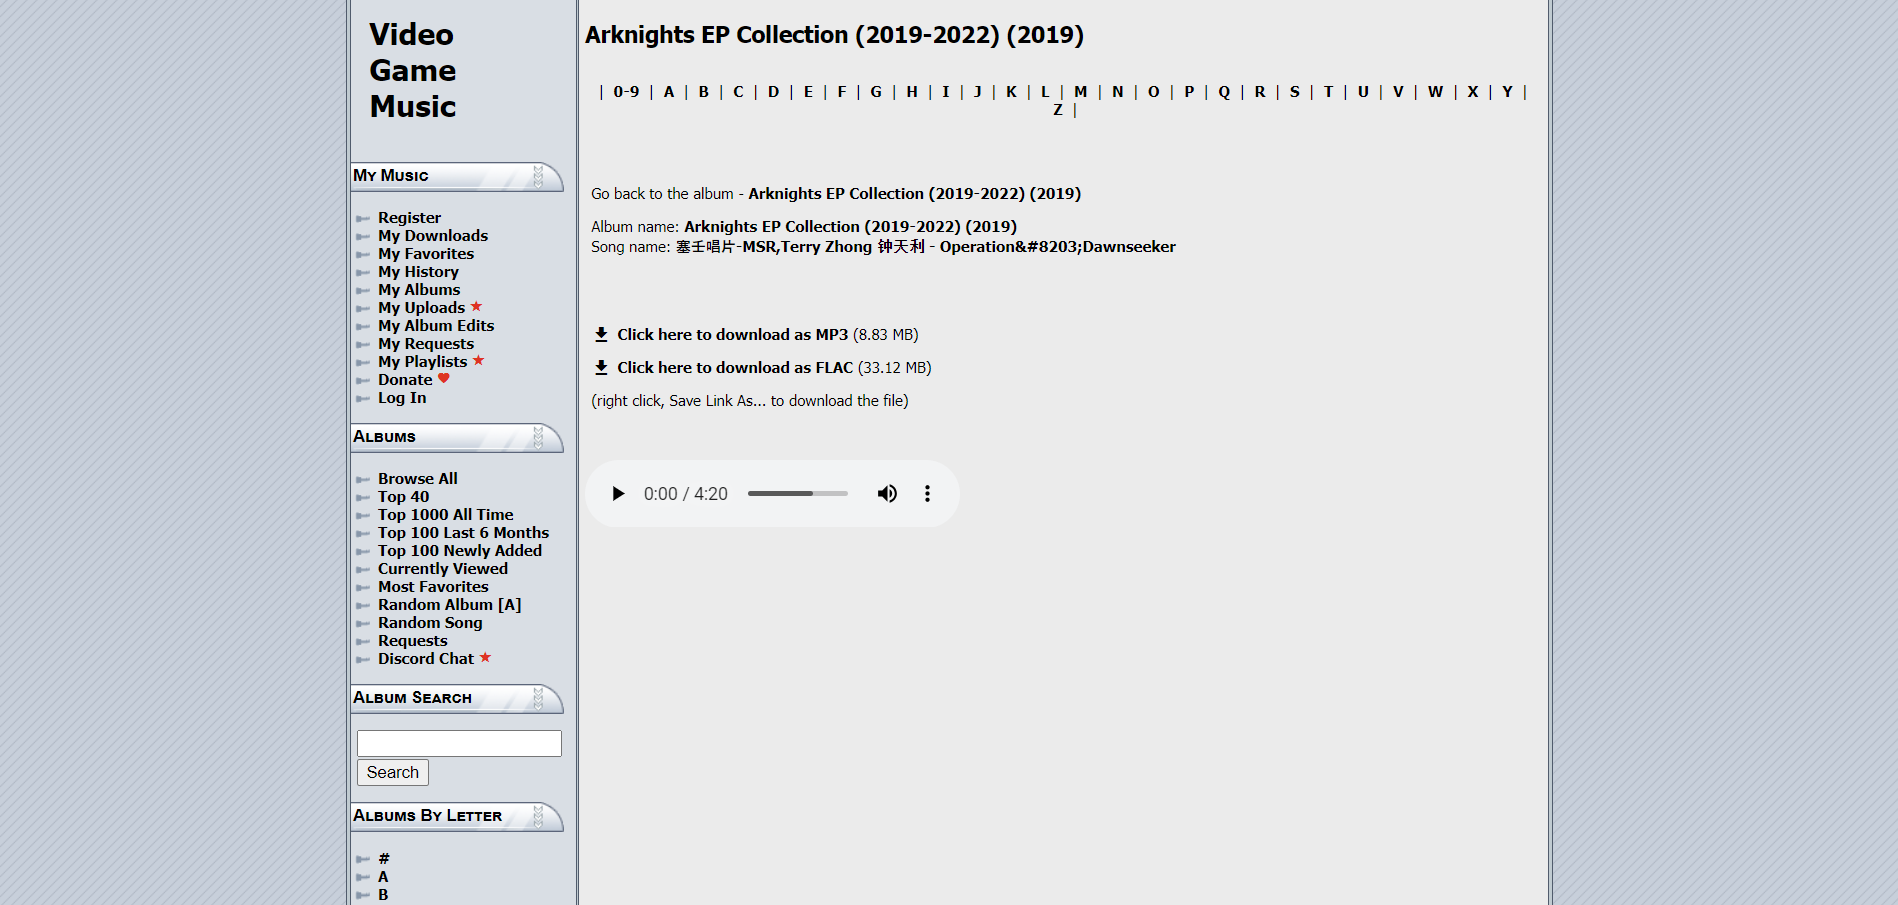 Video
Game
Music
My Music
Register
My Downloads
My Favorites
My History
My Albums
My Uploads
My Album Edits
My Requests
My Playlists
Donate
Log In
Albums
Browse All
Top 40
Top 1000 All Time
Top 100 Last 6 Months
Top 100 Newly Added
Currently Viewed
Most Favorites
Random Album [A]
Random Song
Requests
Discord Chat
Album Search
Search
Albums By Letter
#
A
B
Arknights EP Collection (2019-2022) (2019)
| 0-9 | A | B | C | D | E | F | G | H | I | J | K | L | M | N | O | P | Q | R | S | T | U | V | W | X | Y |
Z |
Go back to the album - Arknights EP Collection (2019-2022) (2019)
Album name: Arknights EP Collection (2019-2022) (2019)
Song name: 塞壬唱片-MSR,Terry Zhong 钟天利 - Operation&#8203;Dawnseeker
Click here to download as MP3 (8.83 MB)
Click here to download as FLAC (33.12 MB)
(right click, Save Link As... to download the file)
0:00 / 4:20